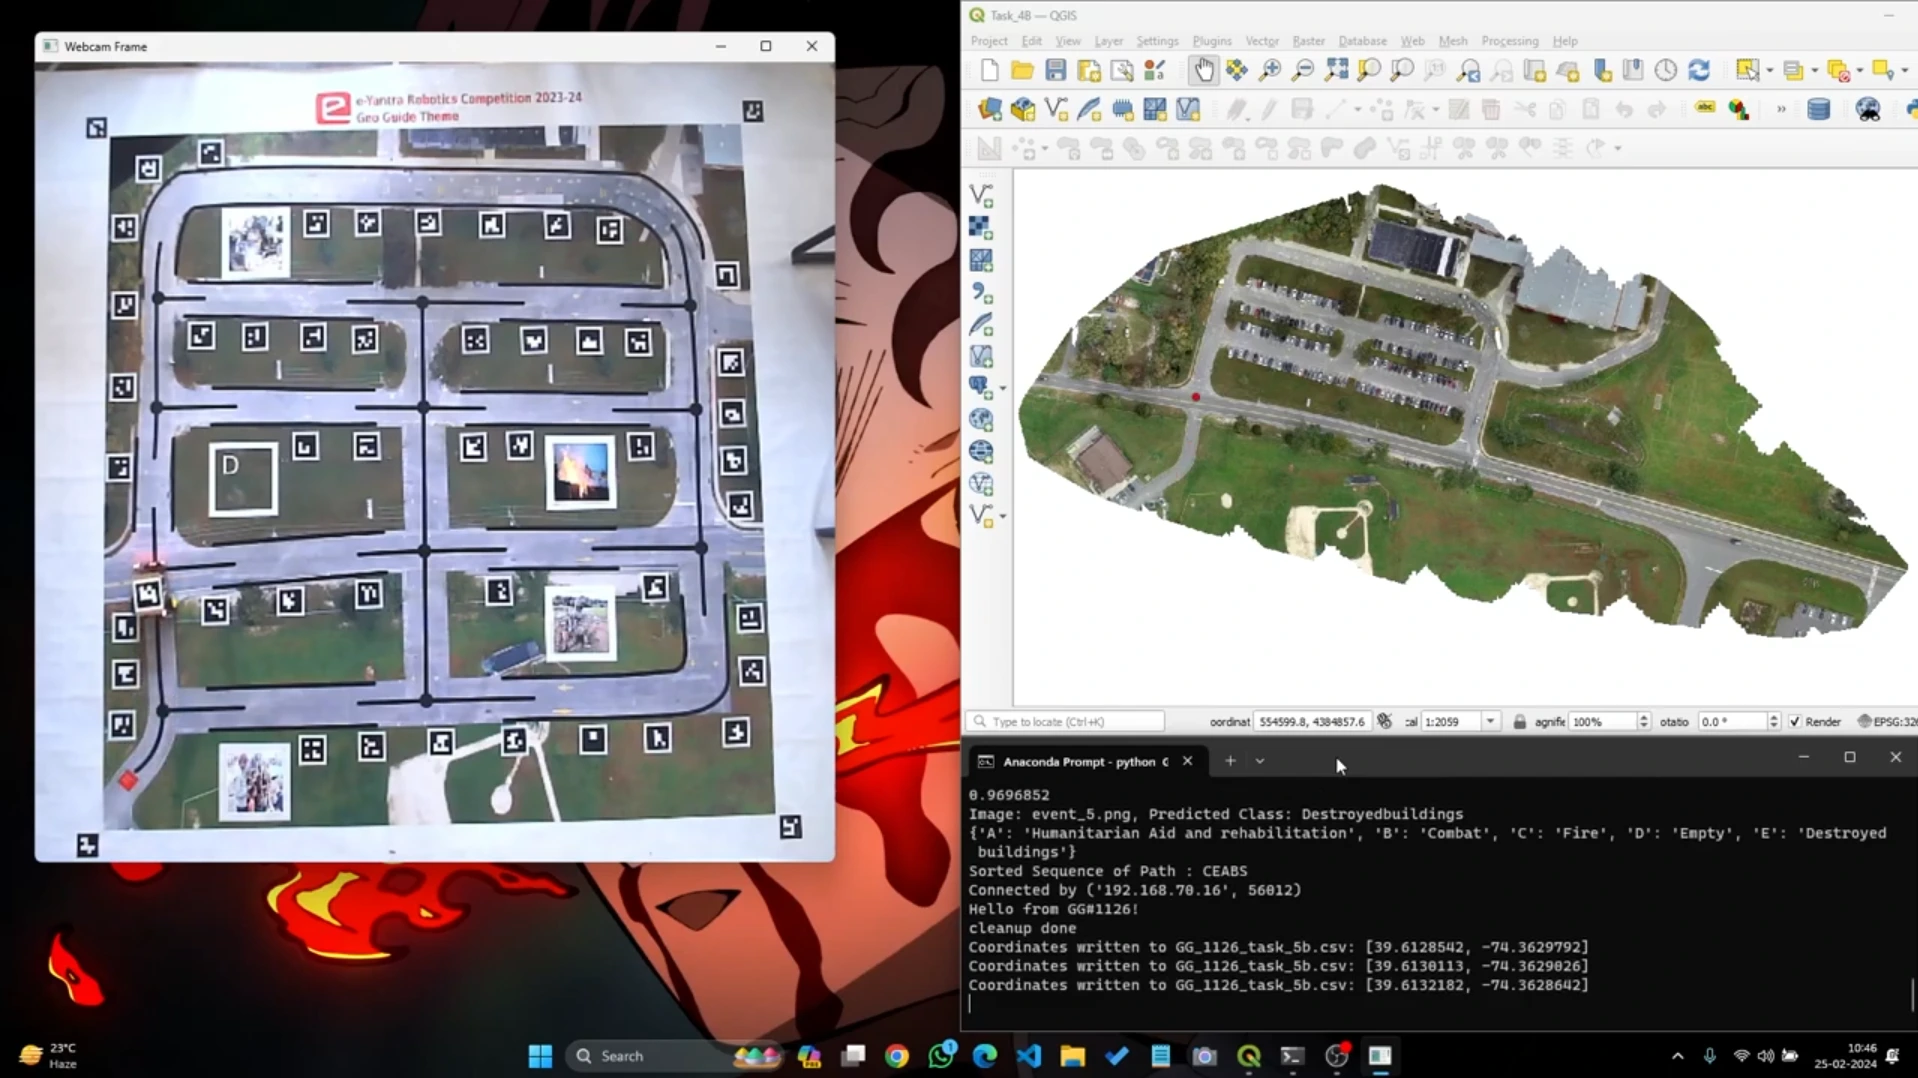 Webcam Frame
e-Yantra Robotics Competition 2023-24
Geo Guide Theme
D
Task_4B — QGIS
Project Edit View Layer Settings Plugins Vector Raster Database Web Mesh Processing Help
abc
Type to locate (Ctrl+K) oordinat 554599.8, 4384857.6 :al 1:2059 agnifie 100% otatio 0.0 ° Render EPSG:326
Anaconda Prompt - python G
0.9696852
Image: event_5.png, Predicted Class: Destroyedbuildings
{'A': 'Humanitarian Aid and rehabilitation', 'B': 'Combat', 'C': 'Fire', 'D': 'Empty', 'E': 'Destroyed
buildings'}
Sorted Sequence of Path : CEABS
Connected by ('192.168.70.16', 56012)
Hello from GG#1126!
cleanup done
Coordinates written to GG_1126_task_5b.csv: [39.6128542, -74.3629792]
Coordinates written to GG_1126_task_5b.csv: [39.6130113, -74.3629026]
Coordinates written to GG_1126_task_5b.csv: [39.6132182, -74.3628642]
23°C
Haze
Search
1
10:46
25-02-2024